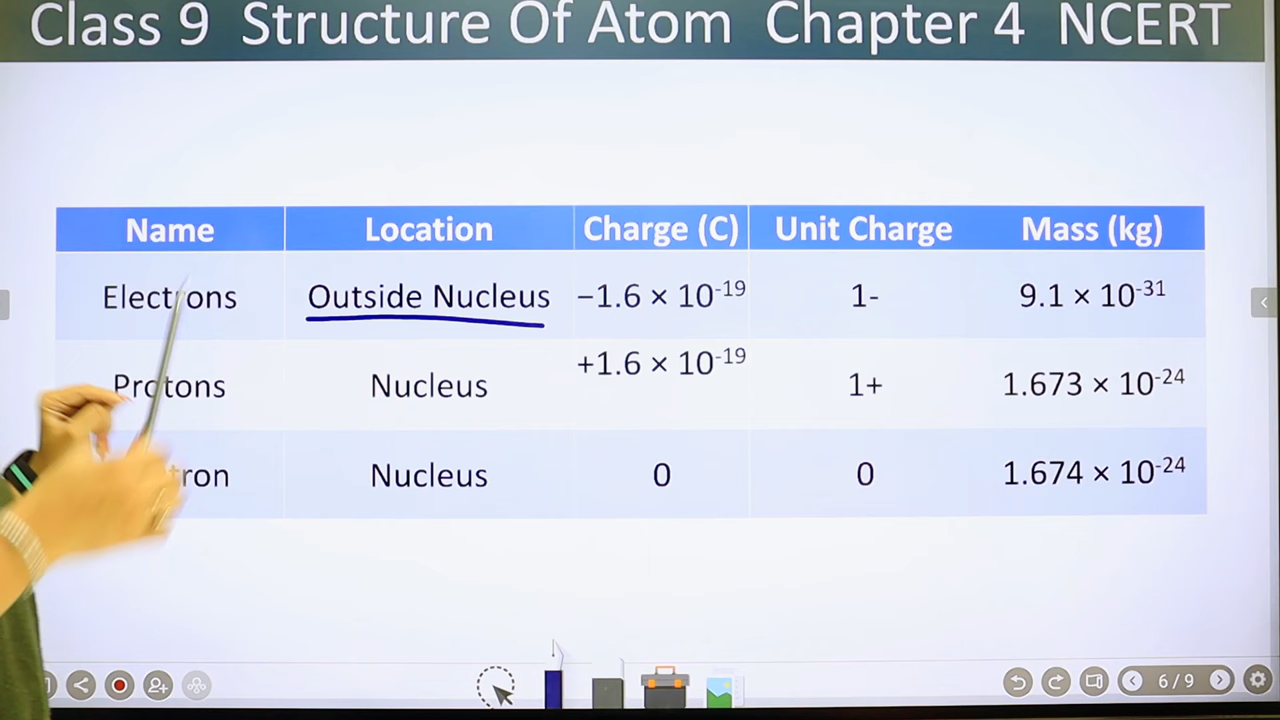 Class 9 Structure Of Atom Chapter 4 NCERT
Name Location Charge (C) Unit Charge Mass (kg)
Electrons Outside Nucleus −1.6 × 10⁻¹⁹ 1- 9.1 × 10⁻³¹
Protons Nucleus +1.6 × 10⁻¹⁹ 1+ 1.673 × 10⁻²⁴
Nucleus 0 0 1.674 × 10⁻²⁴
6 / 9